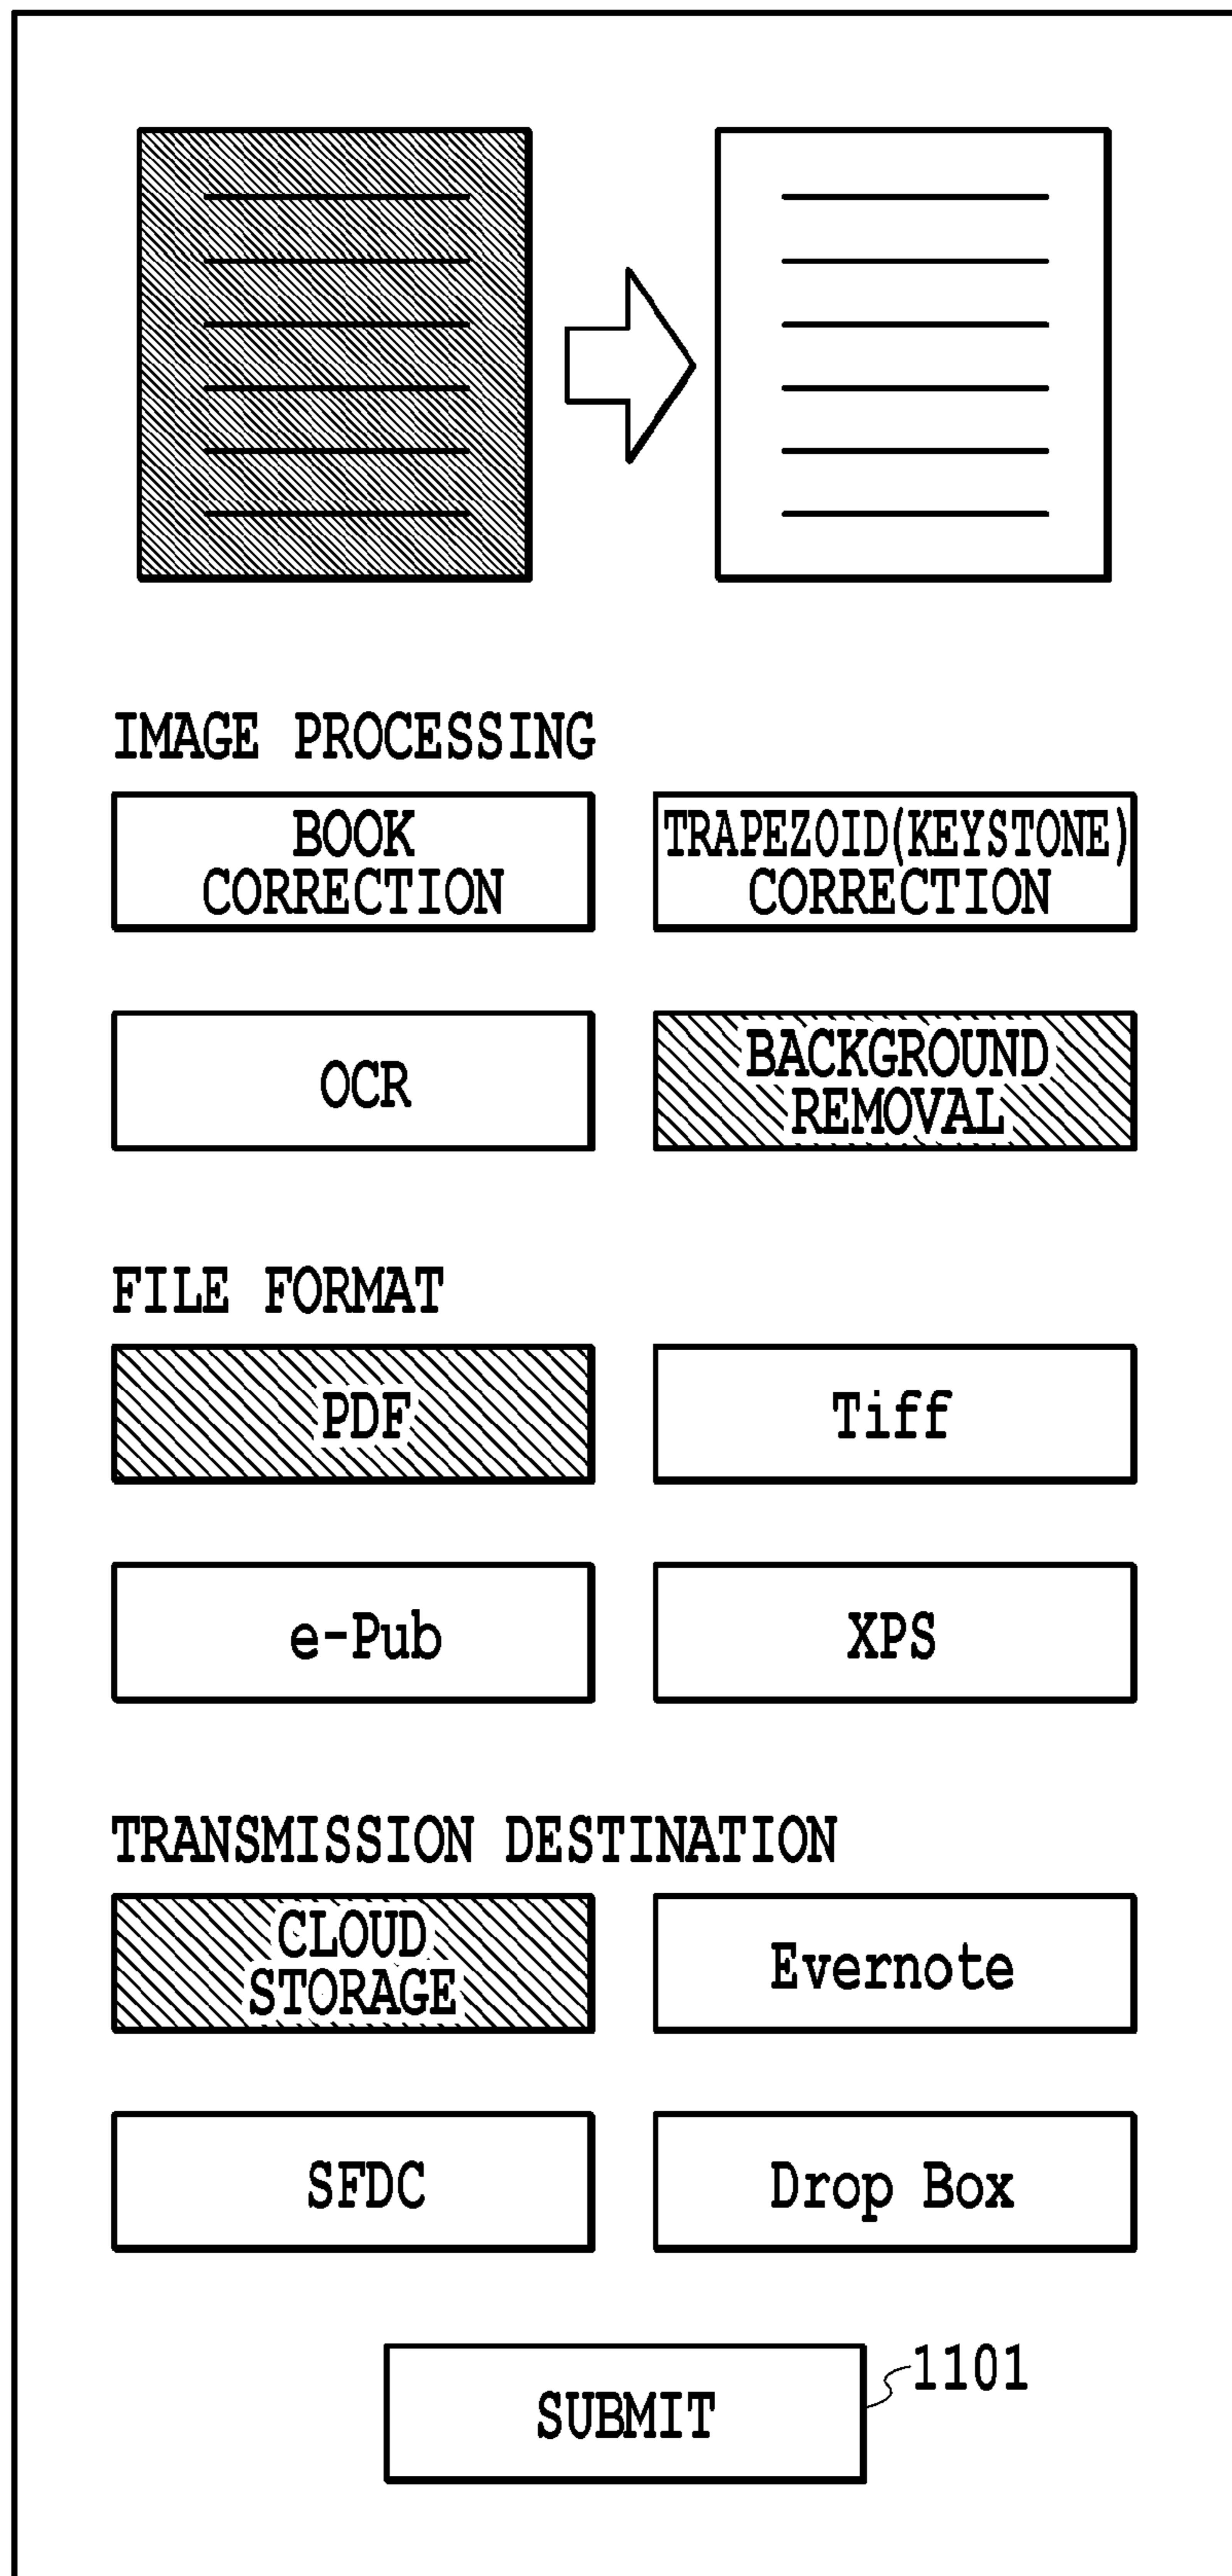 IMAGE PROCESSING
BOOK
CORRECTION
TRAPEZOID(KEYSTONE)
CORRECTION
OCR
BACKGROUND
REMOVAL
FILE FORMAT
PDF
Tiff
e-Pub
XPS
TRANSMISSION DESTINATION
CLOUD
STORAGE
Evernote
SFDC
Drop Box
SUBMIT
1101